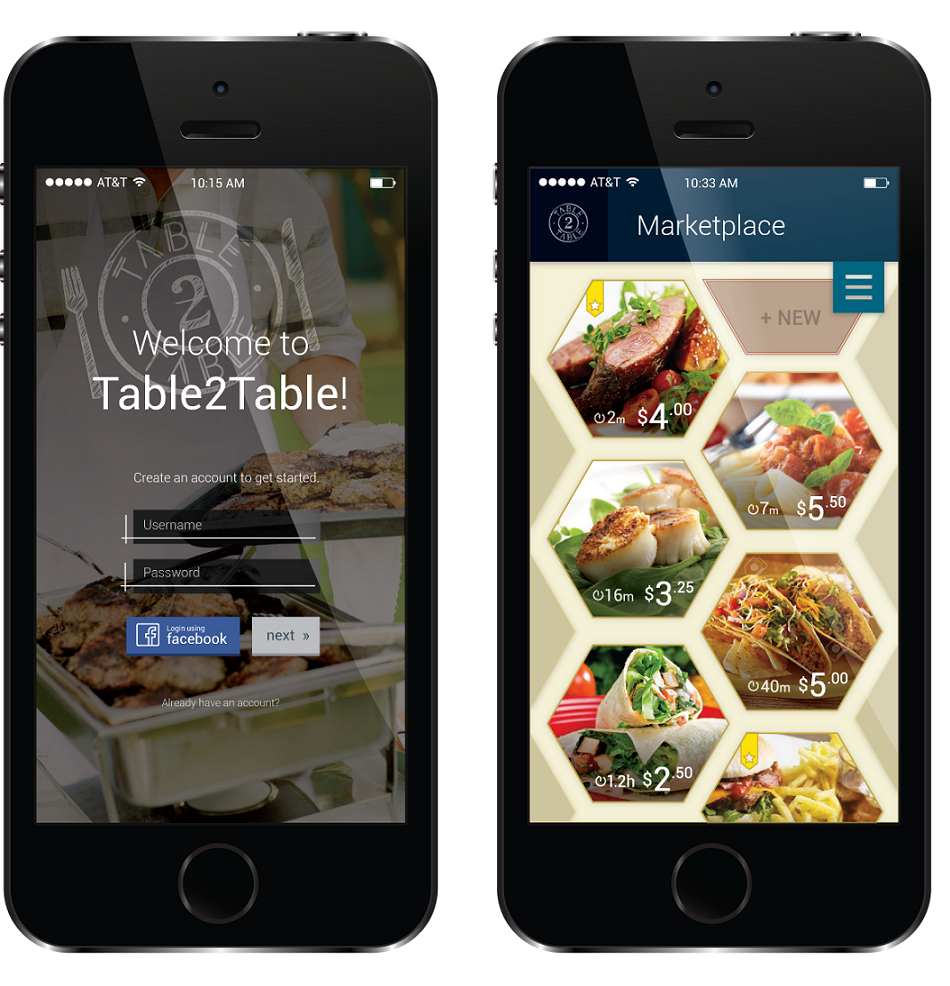 AT&T 10:15 AM
TABLE
2
TABLE
Welcome to
Table2Table!
Create an account to get started.
Username
Password
Login using
facebook
next »
Already have an account?
AT&T 10:33 AM
TABLE
2
TABLE
Marketplace
+ NEW
2m $4.00
7m $5.50
16m $3.25
40m $5.00
1.2h $2.50